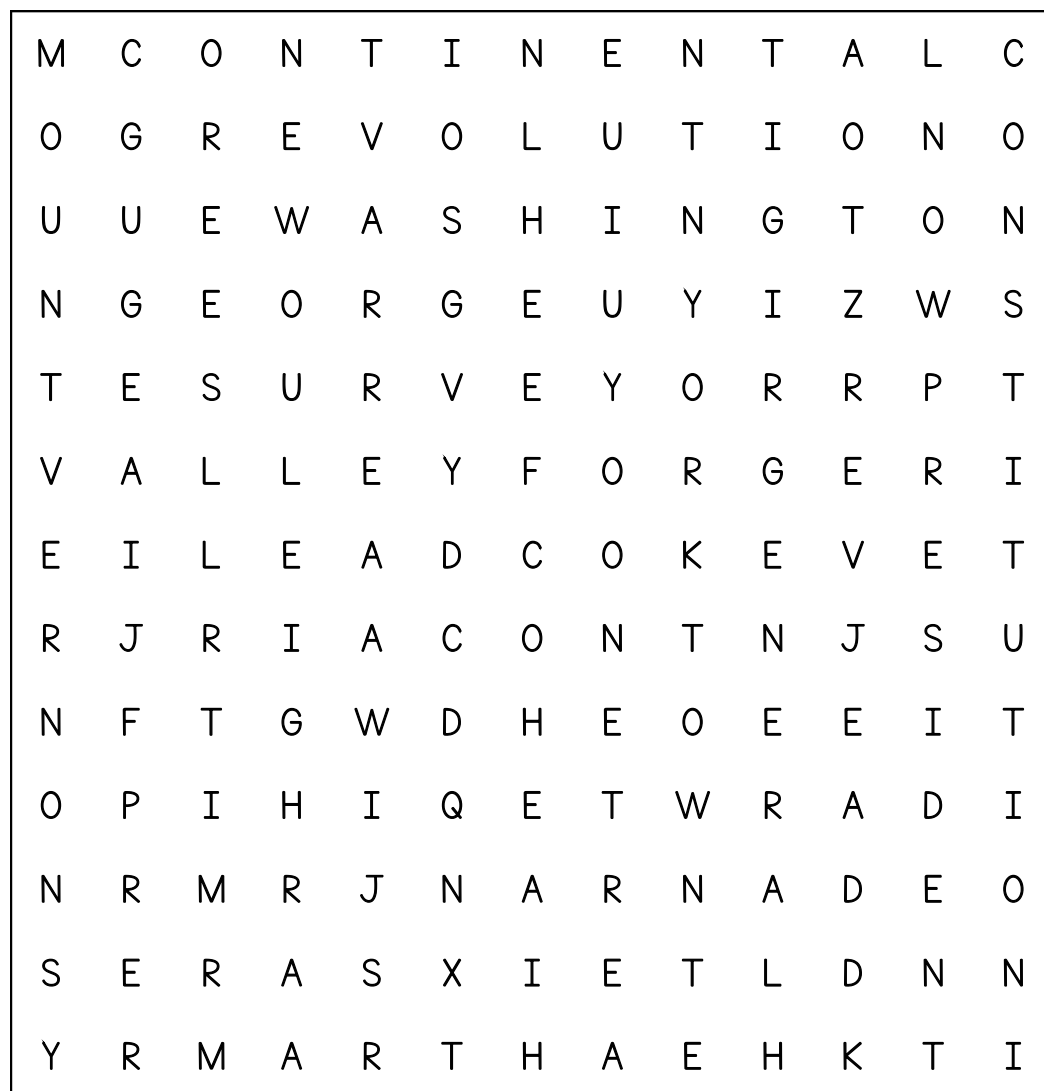 M C O N T I N E N T A L C
O G R E V O L U T I O N O
U U E W A S H I N G T O N
N G E O R G E U Y I Z W S
T E S U R V E Y O R R P T
V A L L E Y F O R G E R I
E I L E A D C O K E V E T
R J R I A C O N T N J S U
N F T G W D H E O E E I T
O P I H I Q E T W R A D I
N R M R J N A R N A D E O
S E R A S X I E T L D N N
Y R M A R T H A E H K T I